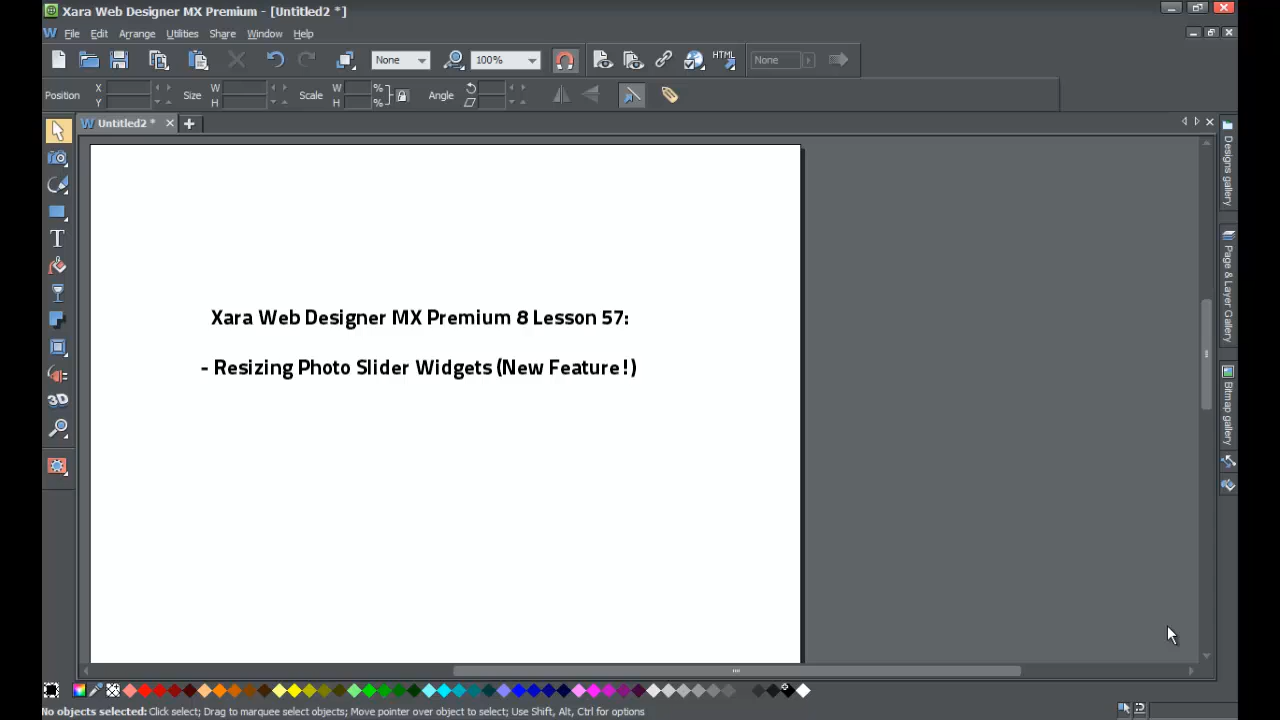 Xara Web Designer MX Premium - [Untitled2 *]
File Edit Arrange Utilities Share Window Help
None 100% HTML None
Position X Y Size W H Scale W H % % Angle
Untitled2 *
Xara Web Designer MX Premium 8 Lesson 57:
- Resizing Photo Slider Widgets (New Feature!)
T
3D
Designs gallery
Page & Layer Gallery
Bitmap gallery
No objects selected: Click select; Drag to marquee select objects; Move pointer over object to select; Use Shift, Alt, Ctrl for options